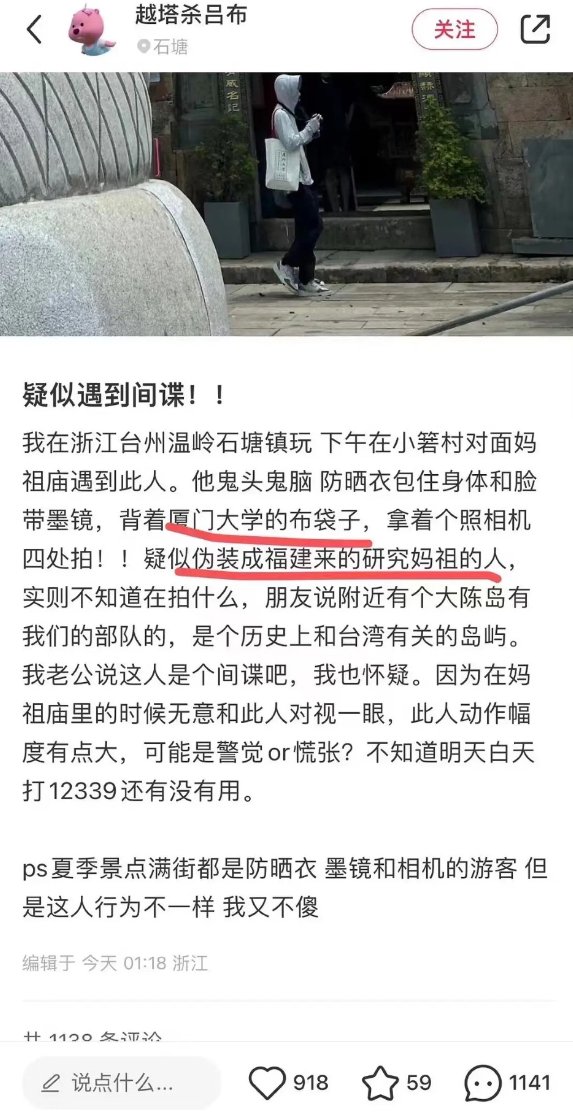 越塔杀吕布
石塘
关注
疑似遇到间谍！！
我在浙江台州温岭石塘镇玩 下午在小箬村对面妈
祖庙遇到此人。他鬼头鬼脑 防晒衣包住身体和脸
带墨镜，背着厦门大学的布袋子，拿着个照相机
四处拍！！疑似伪装成福建来的研究妈祖的人，
实则不知道在拍什么，朋友说附近有个大陈岛有
我们的部队的，是个历史上和台湾有关的岛屿。
我老公说这人是个间谍吧，我也怀疑。因为在妈
祖庙里的时候无意和此人对视一眼，此人动作幅
度有点大，可能是警觉or慌张？不知道明天白天
打12339还有没有用。
ps夏季景点满街都是防晒衣 墨镜和相机的游客 但
是这人行为不一样 我又不傻
编辑于 今天 01:18 浙江
共 1138 条评论
说点什么...
918
59
1141